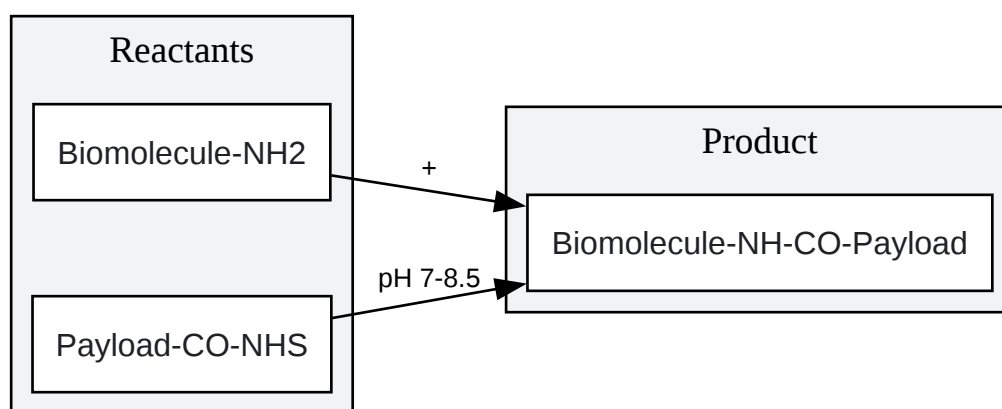 Reactants
Biomolecule-NH2
Payload-CO-NHS
+
pH 7-8.5
Product
Biomolecule-NH-CO-Payload